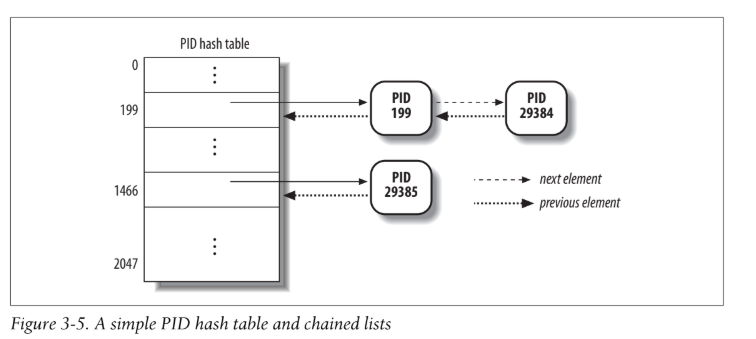 PID hash table
0
199
1466
2047
PID
199
PID
29384
PID
29385
next element
previous element
Figure 3-5. A simple PID hash table and chained lists